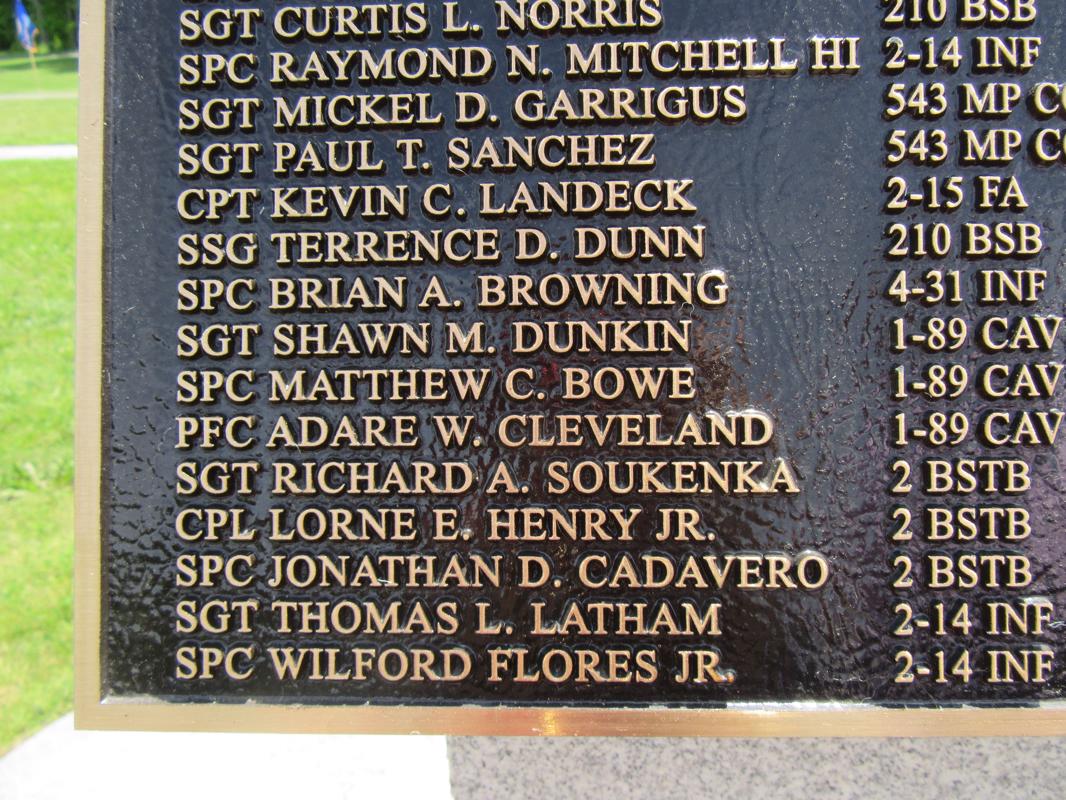 SGT CURTIS L. NORRIS 210 BSB
SPC RAYMOND N. MITCHELL HI 2-14 INF
SGT MICKEL D. GARRIGUS 543 MP CO
SGT PAUL T. SANCHEZ 543 MP CO
CPT KEVIN C. LANDECK 2-15 FA
SSG TERRENCE D. DUNN 210 BSB
SPC BRIAN A. BROWNING 4-31 INF
SGT SHAWN M. DUNKIN 1-89 CAV
SPC MATTHEW C. BOWE 1-89 CAV
PFC ADARE W. CLEVELAND 1-89 CAV
SGT RICHARD A. SOUKENKA 2 BSTB
CPL LORNE E. HENRY JR. 2 BSTB
SPC JONATHAN D. CADAVERO 2 BSTB
SGT THOMAS L. LATHAM 2-14 INF
SPC WILFORD FLORES JR. 2-14 INF